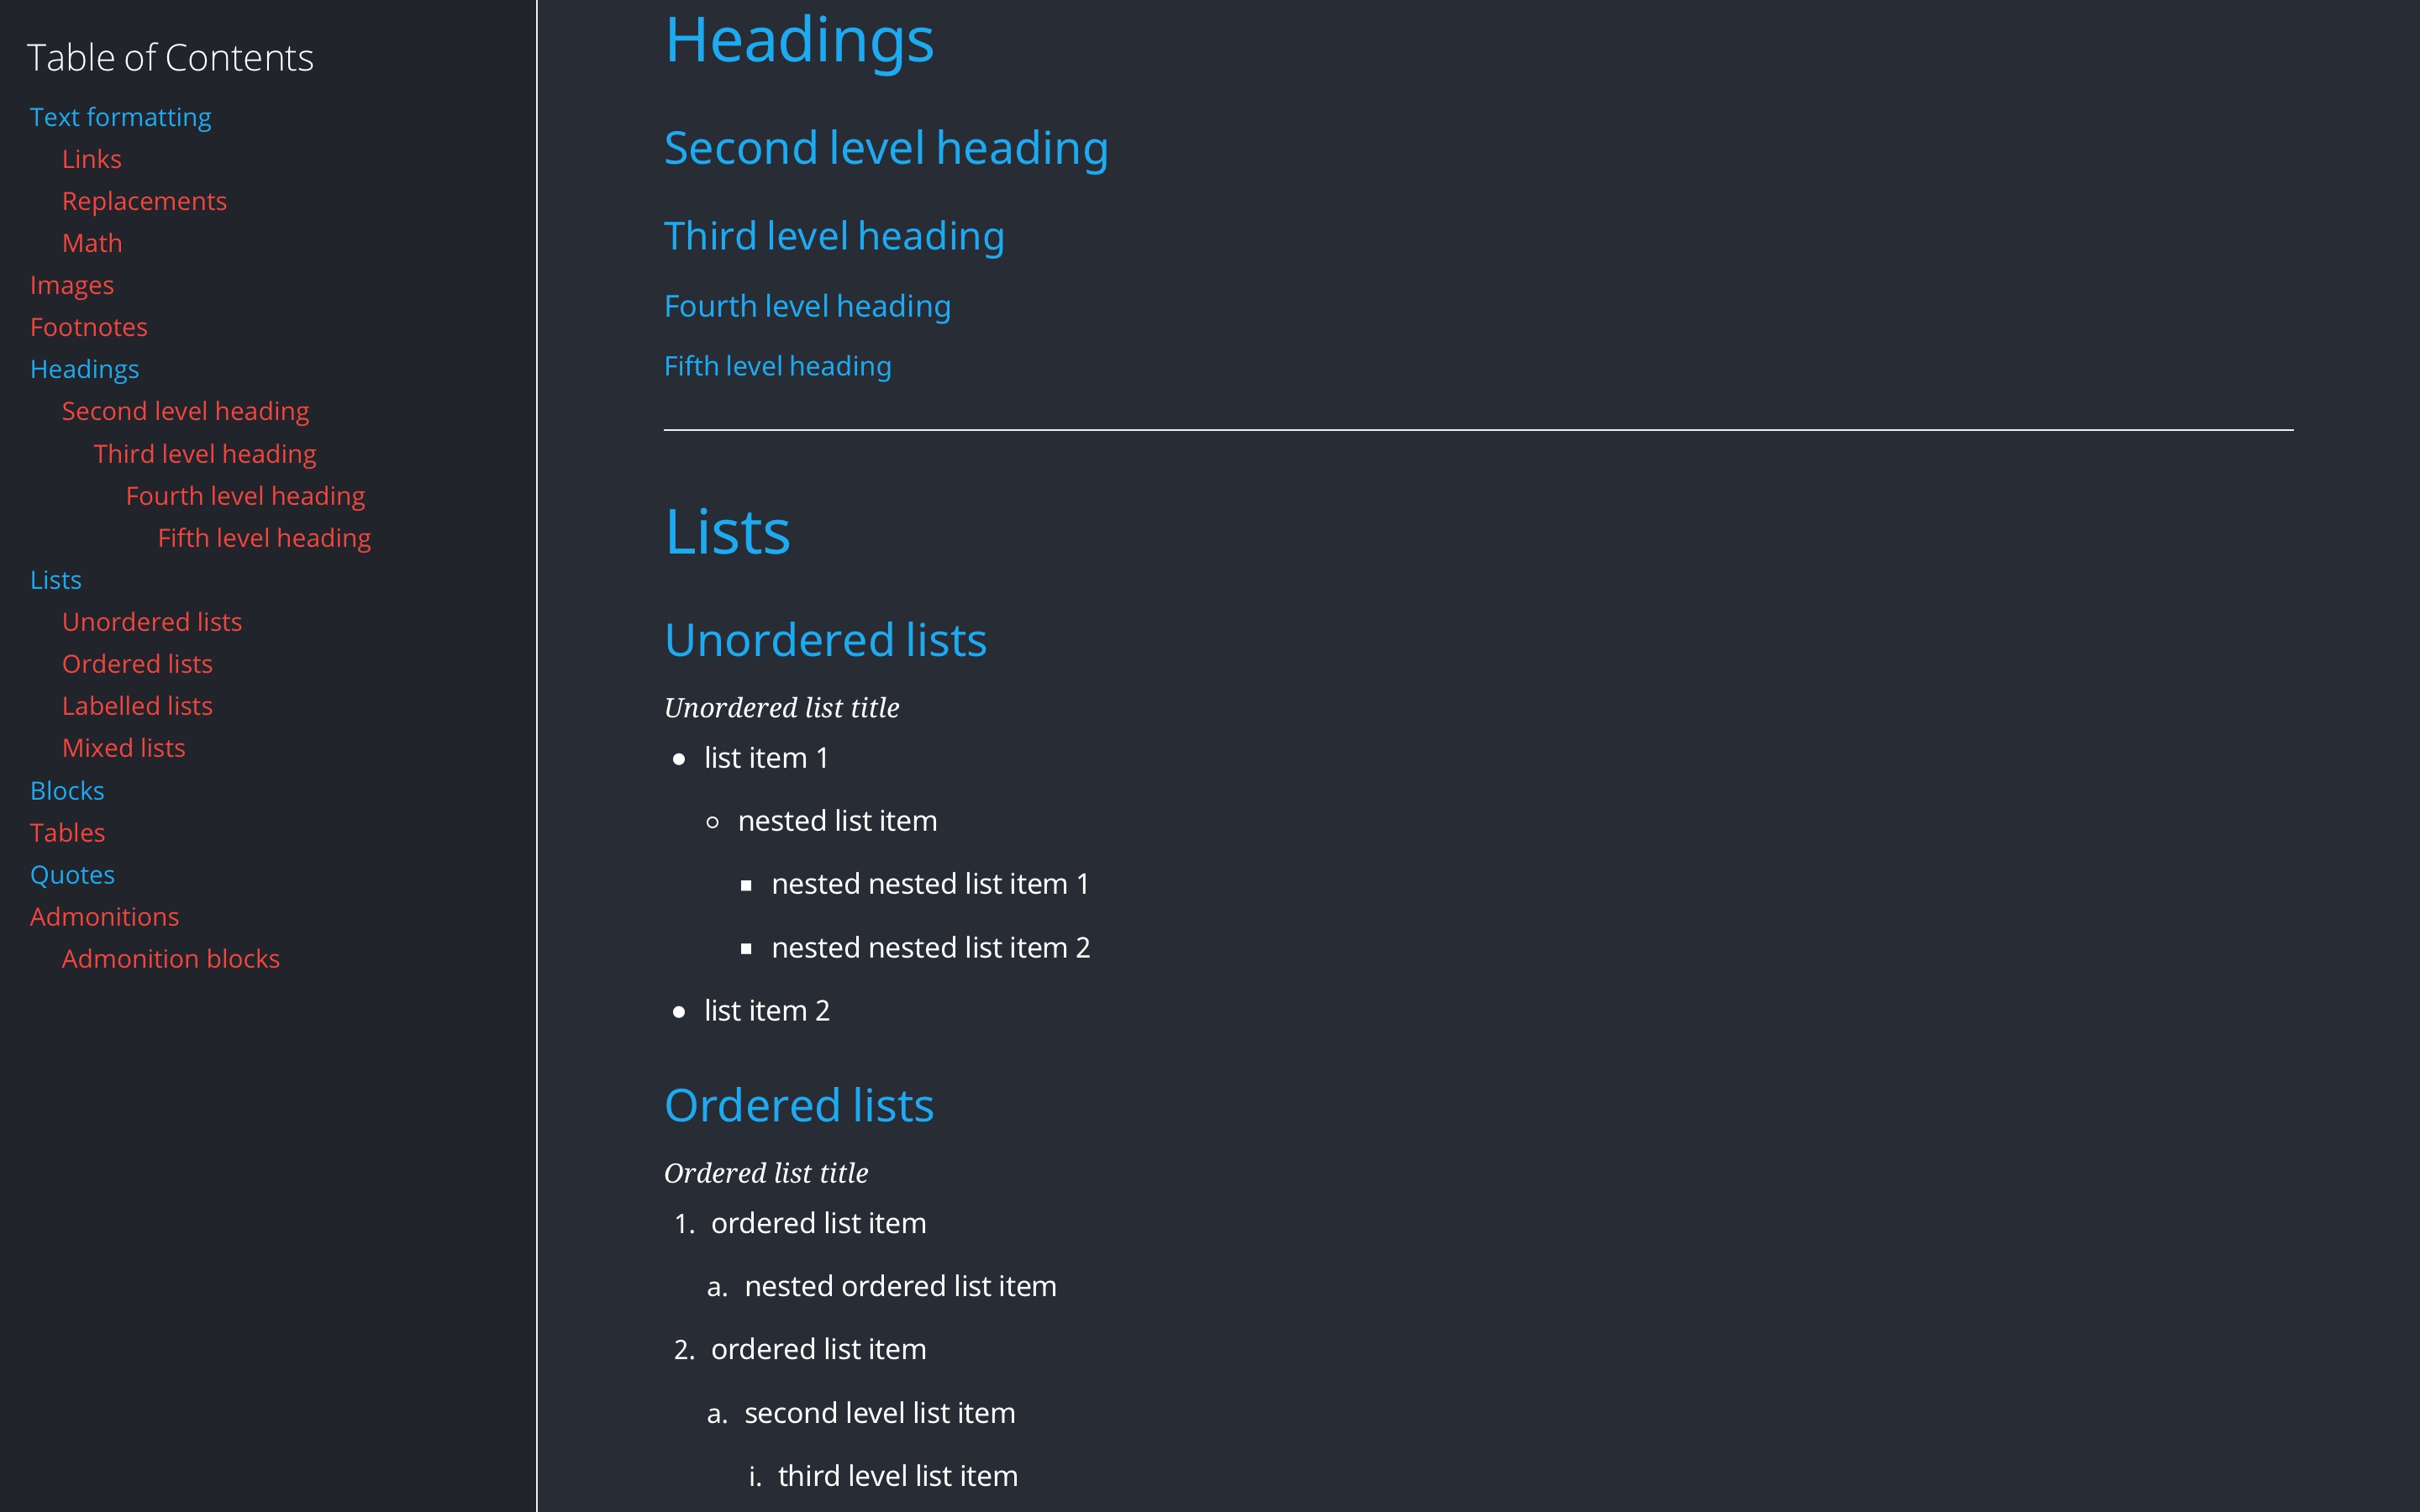 Table of Contents
Text formatting
Links
Replacements
Math
Images
Footnotes
Headings
Second level heading
Third level heading
Fourth level heading
Fifth level heading
Lists
Unordered lists
Ordered lists
Labelled lists
Mixed lists
Blocks
Tables
Quotes
Admonitions
Admonition blocks
Headings
Second level heading
Third level heading
Fourth level heading
Fifth level heading
Lists
Unordered lists
Unordered list title
● list item 1
○ nested list item
■ nested nested list item 1
■ nested nested list item 2
● list item 2
Ordered lists
Ordered list title
1. ordered list item
a. nested ordered list item
2. ordered list item
a. second level list item
i. third level list item